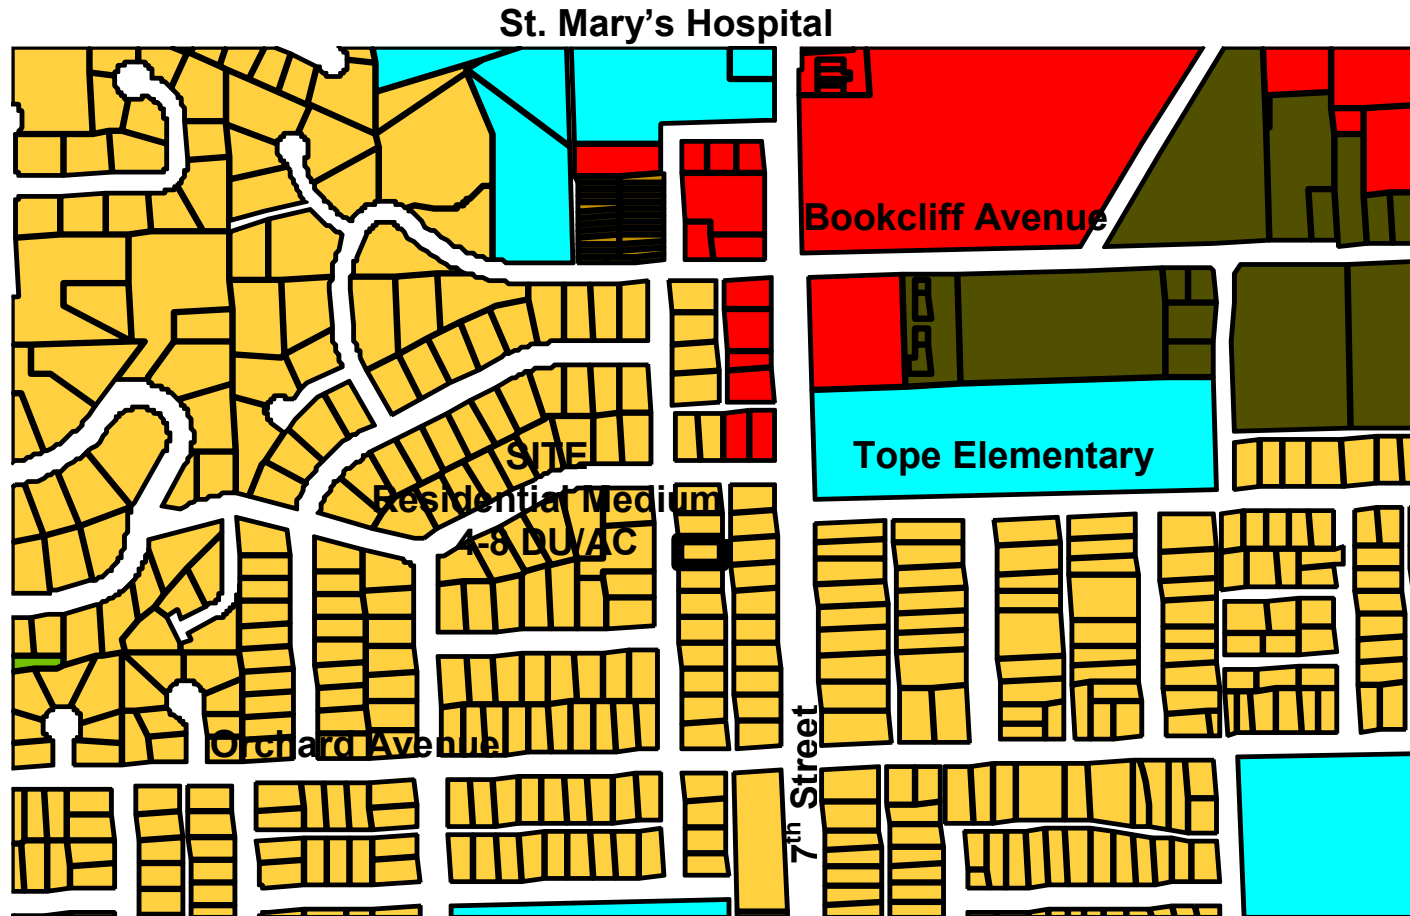 St. Mary's Hospital
Bookcliff Avenue
SITE
Tope Elementary
Residential Medium
4-8 DU/AC
Orchard Avenue
7th Street